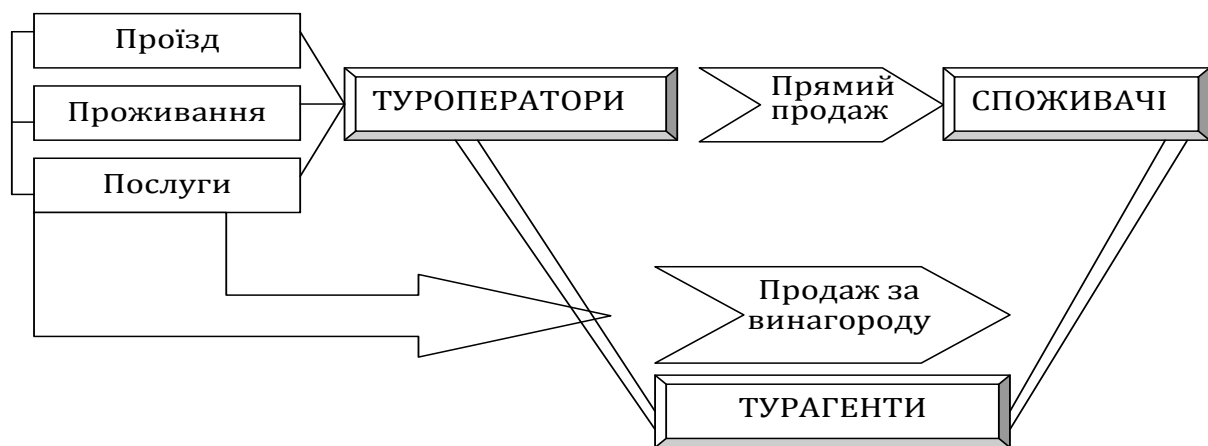 Проїзд
Проживання
Послуги
ТУРОПЕРАТОРИ
Прямий
продаж
СПОЖИВАЧІ
Продаж за
винагороду
ТУРАГЕНТИ